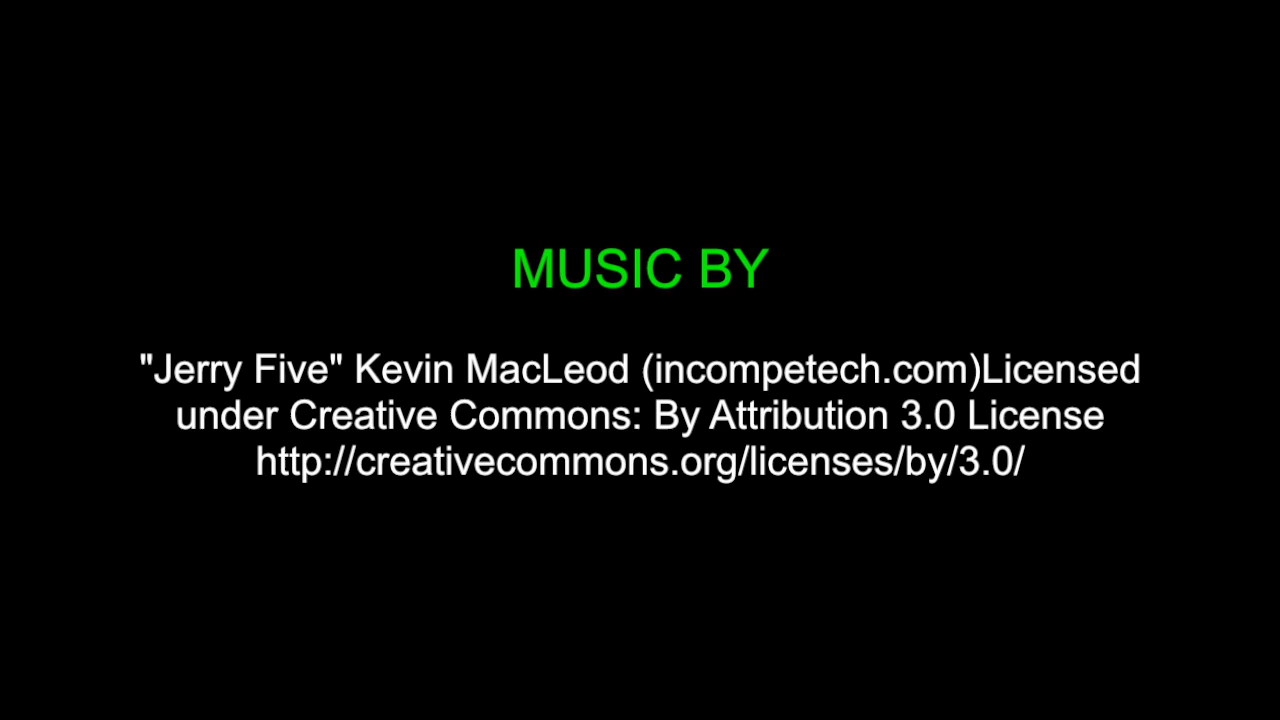 MUSIC BY
"Jerry Five" Kevin MacLeod (incompetech.com)Licensed
under Creative Commons: By Attribution 3.0 License
http://creativecommons.org/licenses/by/3.0/